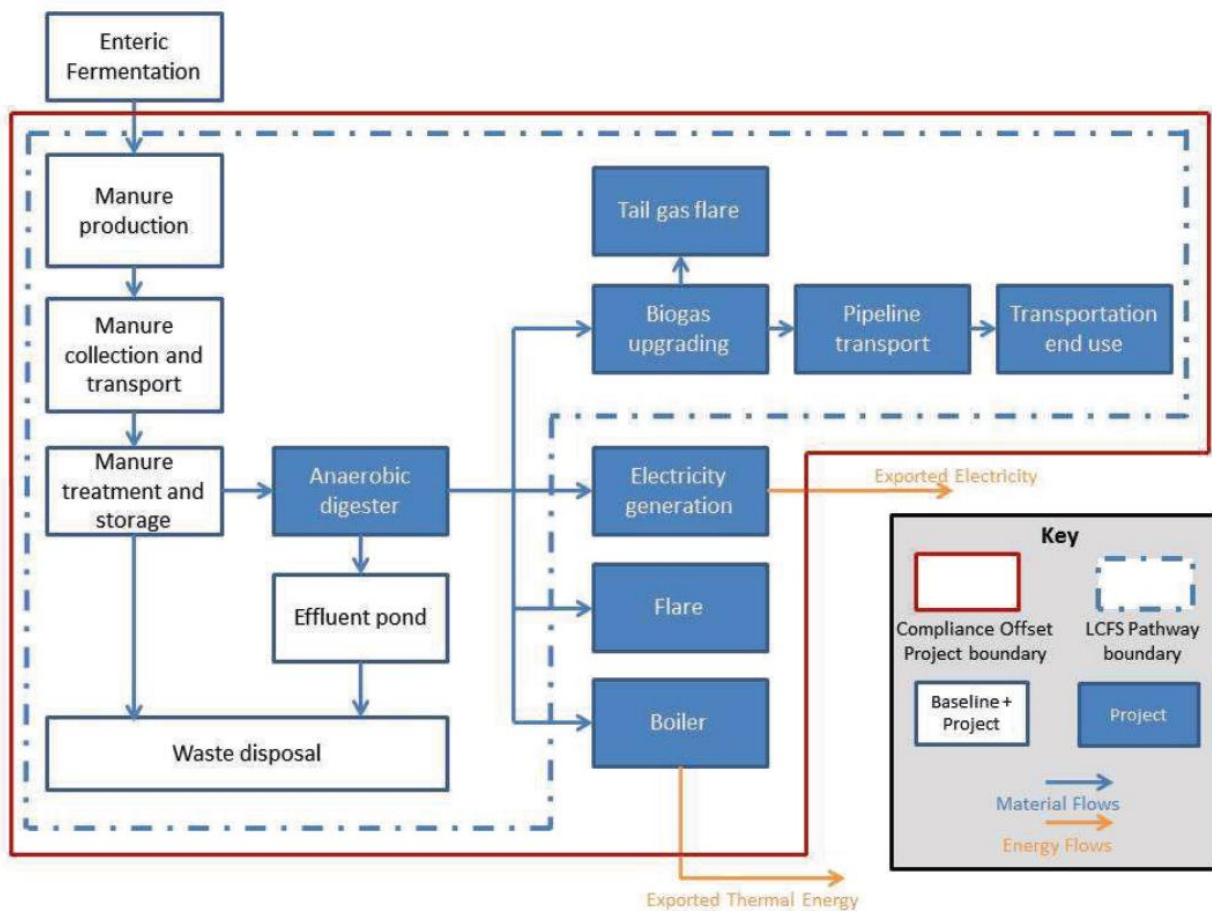 Enteric
Fermentation
Manure
production
Manure
collection and
transport
Manure
treatment and
storage
Anaerobic
digester
Effluent pond
Waste disposal
Tail gas flare
Biogas
upgrading
Pipeline
transport
Transportation
end use
Electricity
generation
Exported Electricity
Flare
Boiler
Exported Thermal Energy
Key
Compliance Offset
Project boundary
LCFS Pathway
boundary
Baseline +
Project
Project
Material Flows
Energy Flows